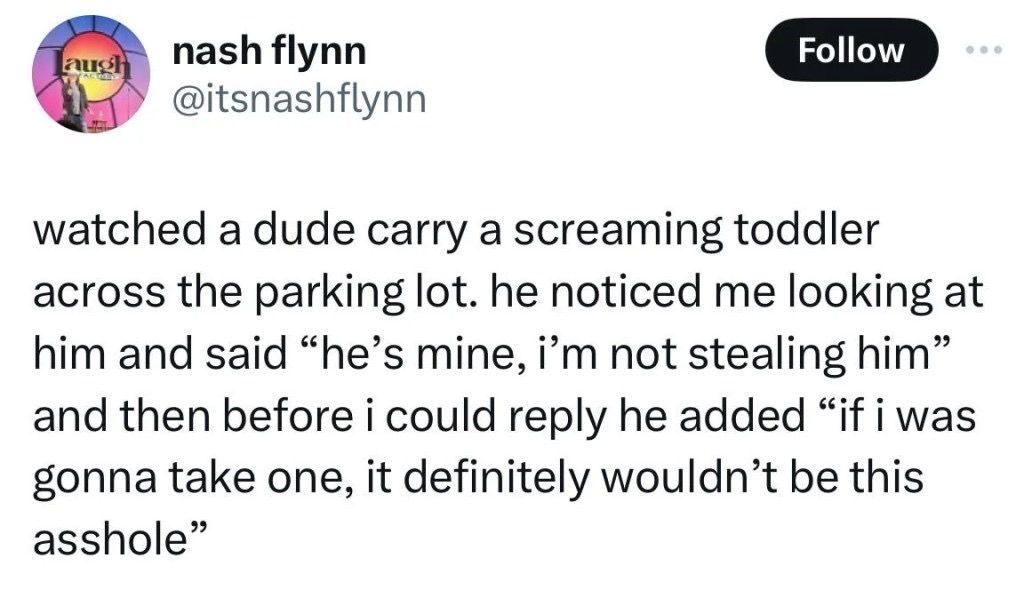 Laugh
FACTORY
nash flynn
@itsnashflynn
Follow
watched a dude carry a screaming toddler
across the parking lot. he noticed me looking at
him and said “he’s mine, i’m not stealing him”
and then before i could reply he added “if i was
gonna take one, it definitely wouldn’t be this
asshole”